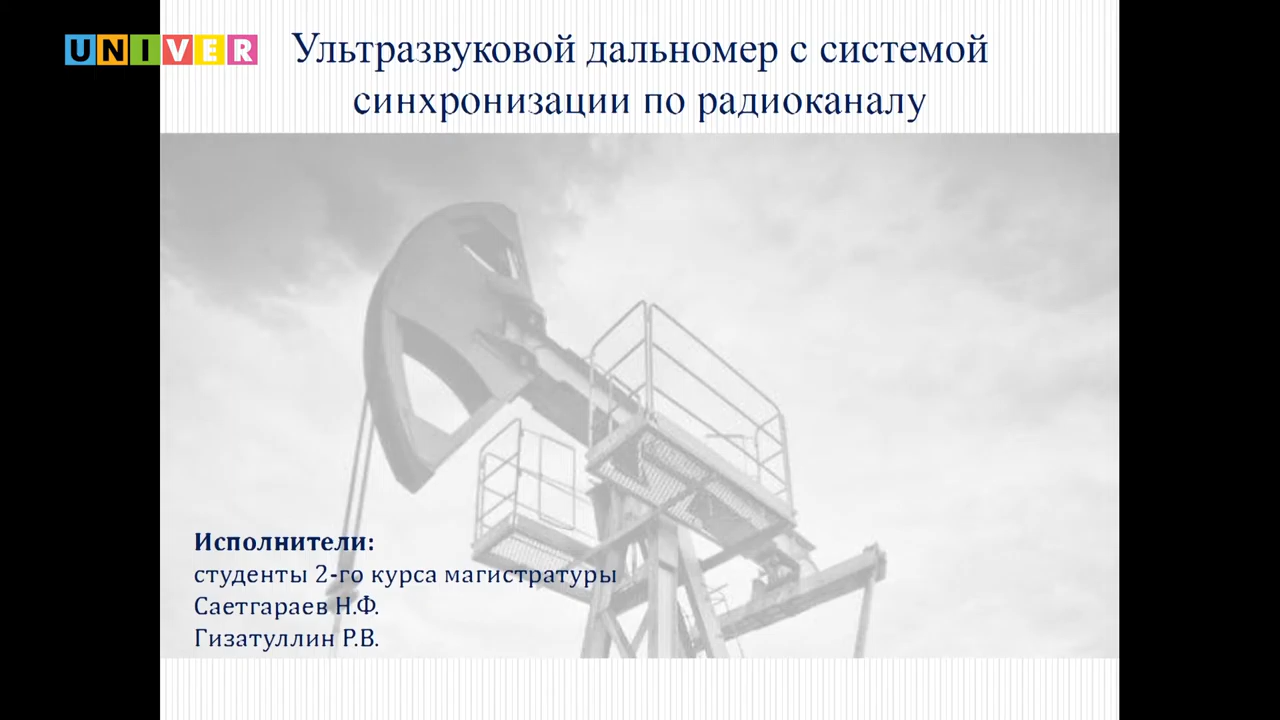 UNIVER
Ультразвуковой дальномер с системой
синхронизации по радиоканалу
Исполнители:
студенты 2-го курса магистратуры
Саетгараев Н.Ф.
Гизатуллин Р.В.